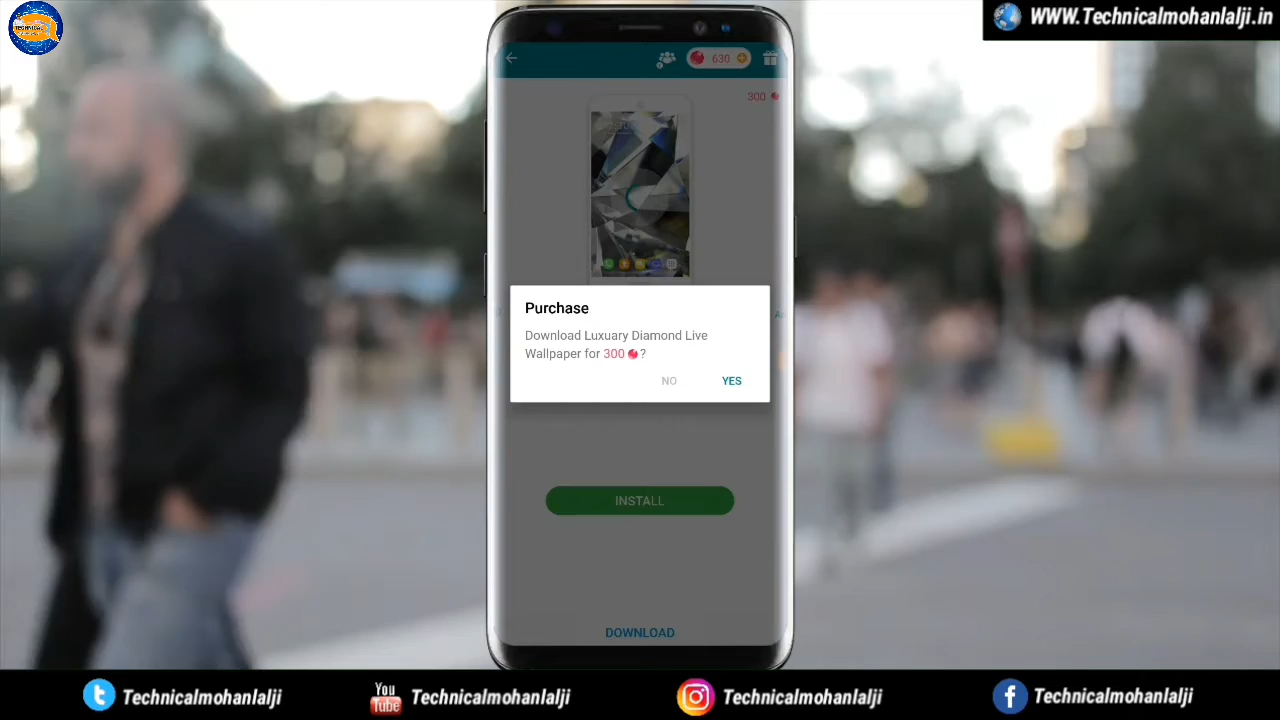 TECHNICAL
WWW.Technicalmohanlalji.in
630
300
Purchase
Download Luxuary Diamond Live
Wallpaper for 300 ?
NO YES
INSTALL
DOWNLOAD
Technicalmohanlalji
You
Tube Technicalmohanlalji
Technicalmohanlalji
Technicalmohanlalji